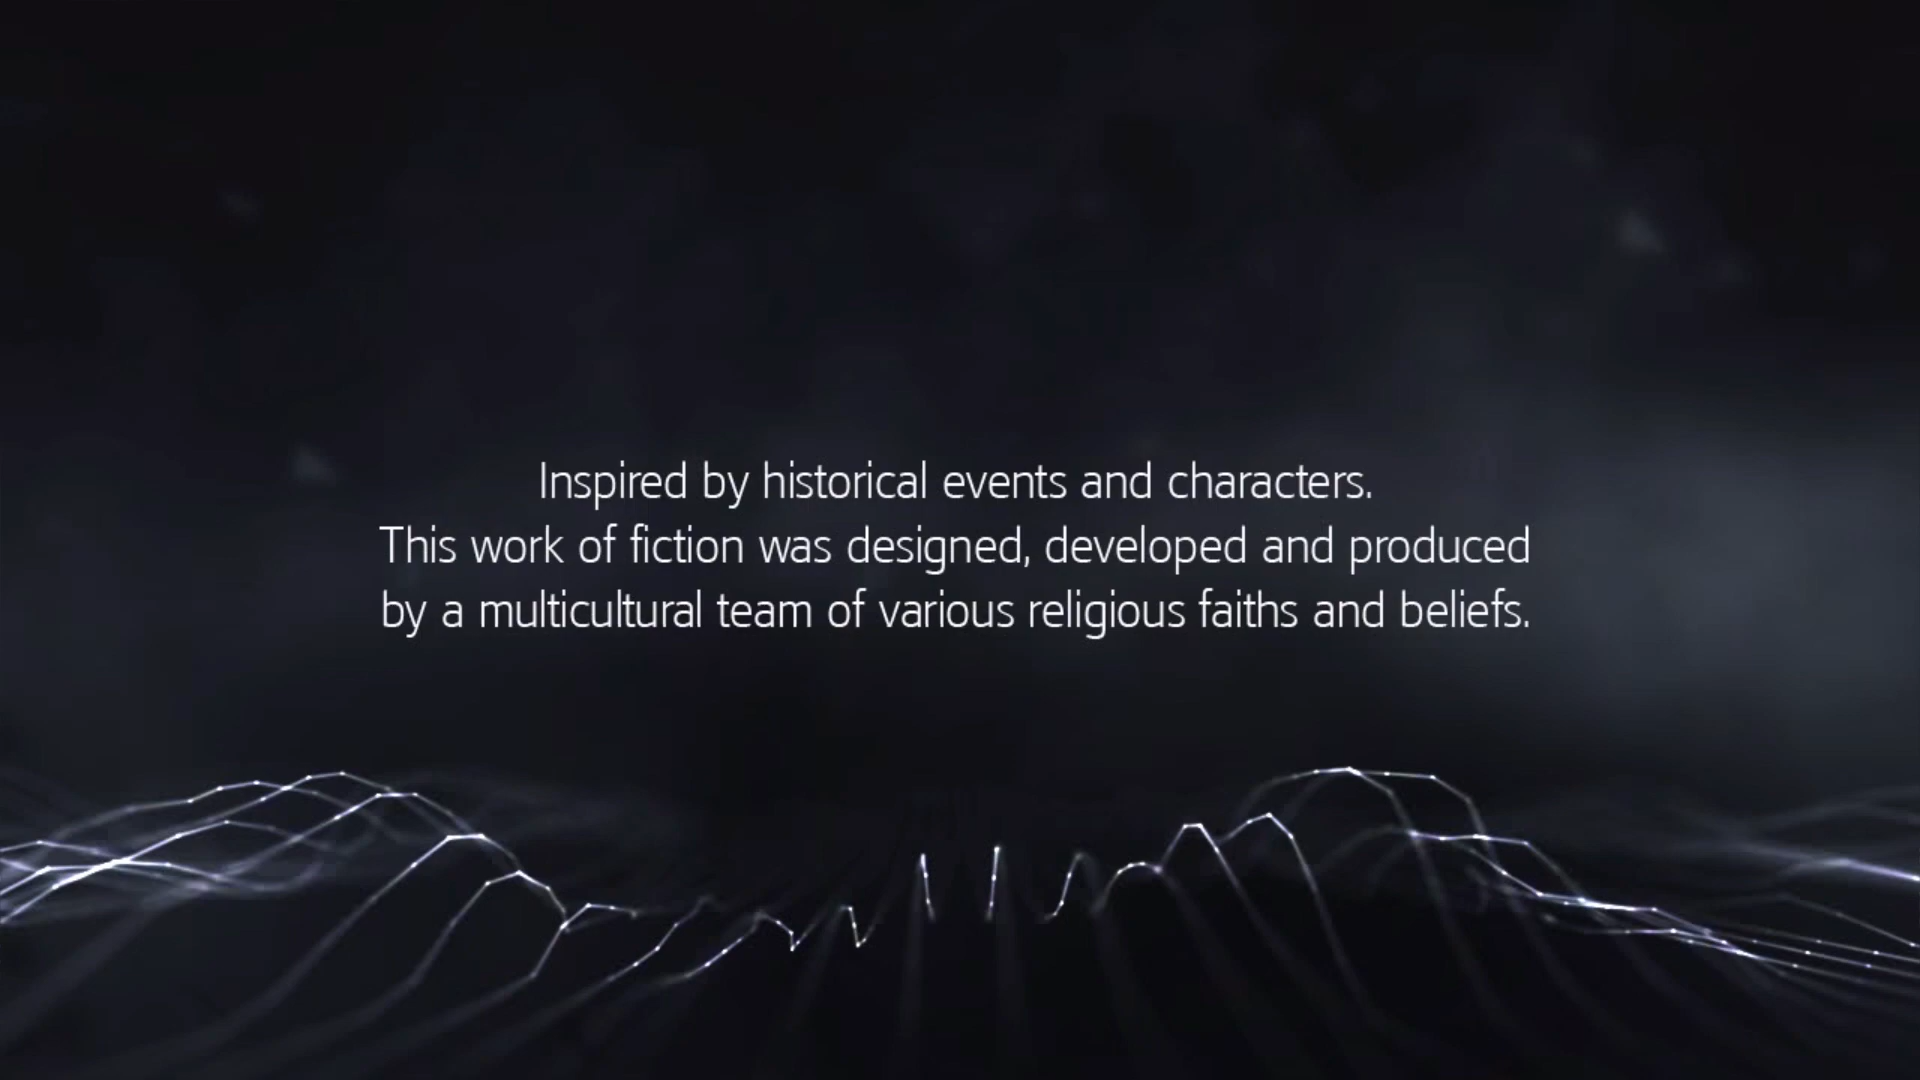 Inspired by historical events and characters.
This work of fiction was designed, developed and produced
by a multicultural team of various religious faiths and beliefs.